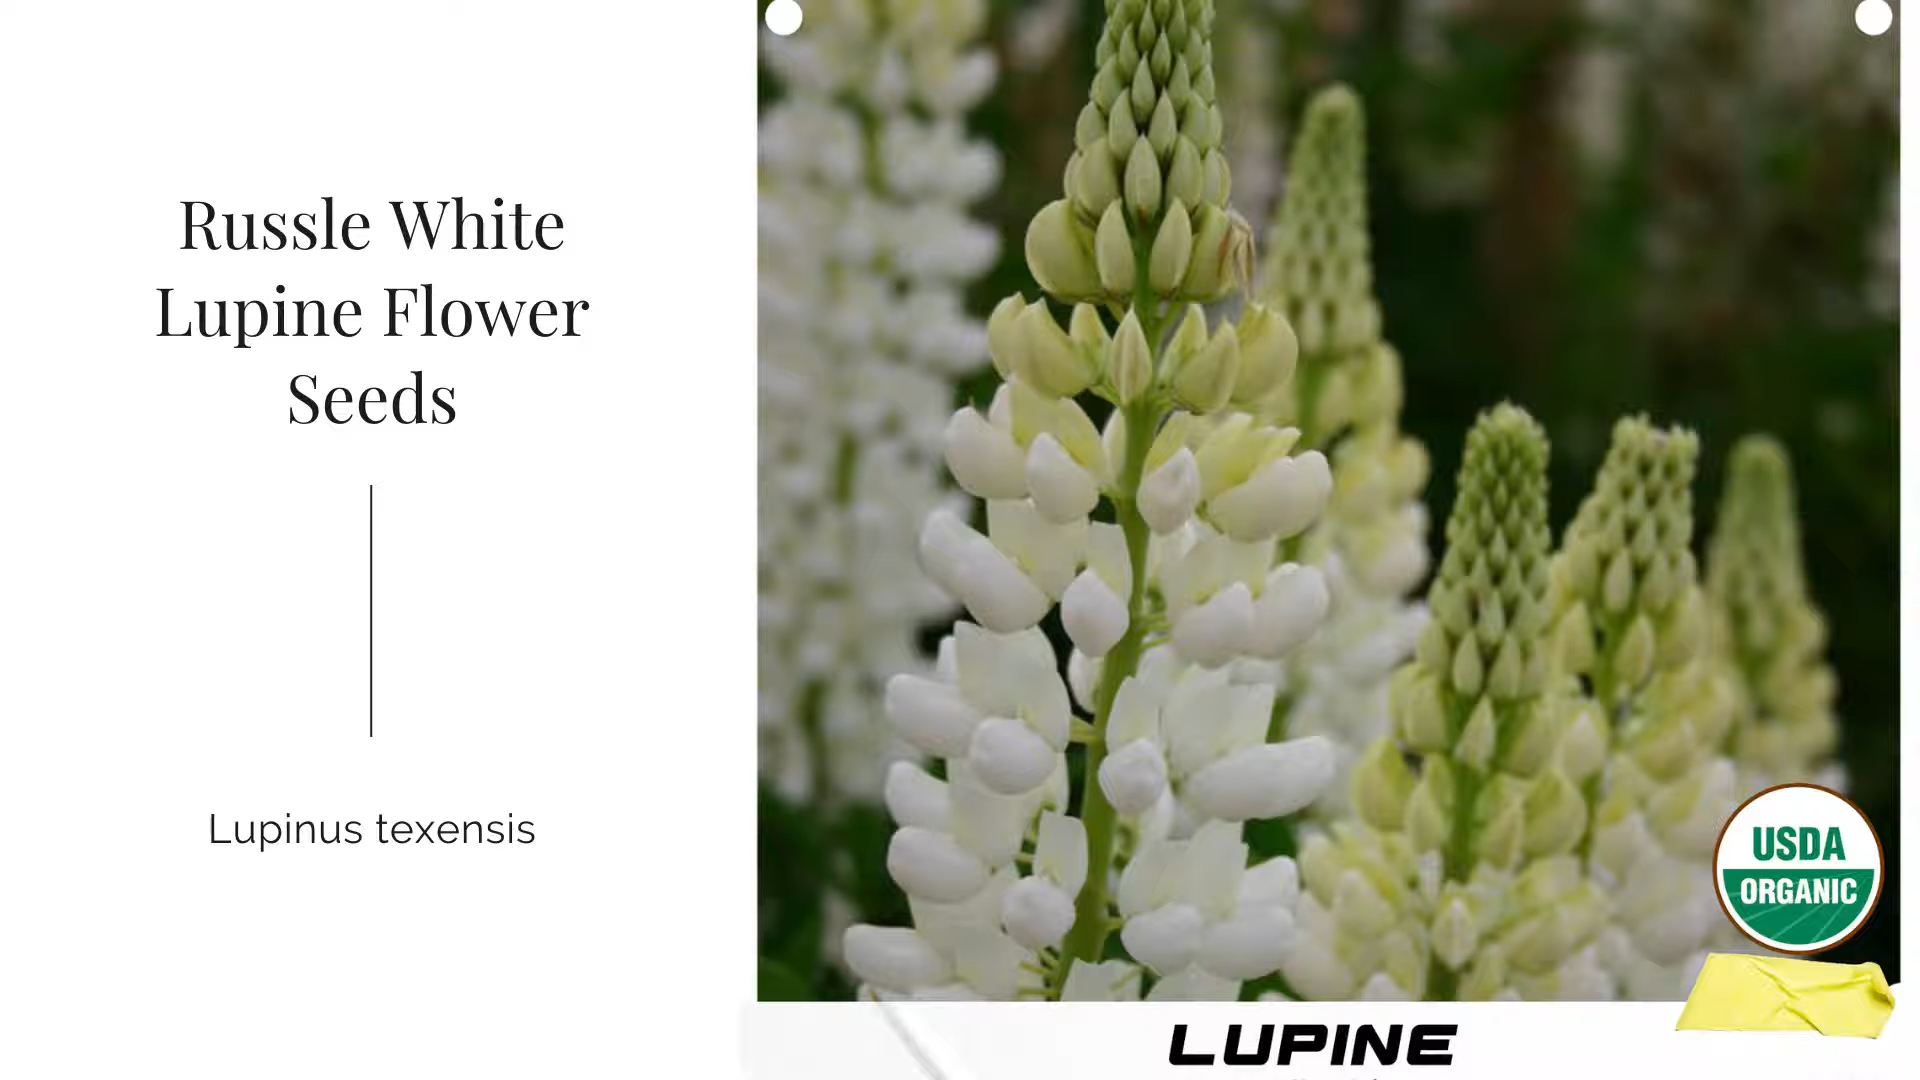 Russle White
Lupine Flower
Seeds
Lupinus texensis
USDA
ORGANIC
LUPINE